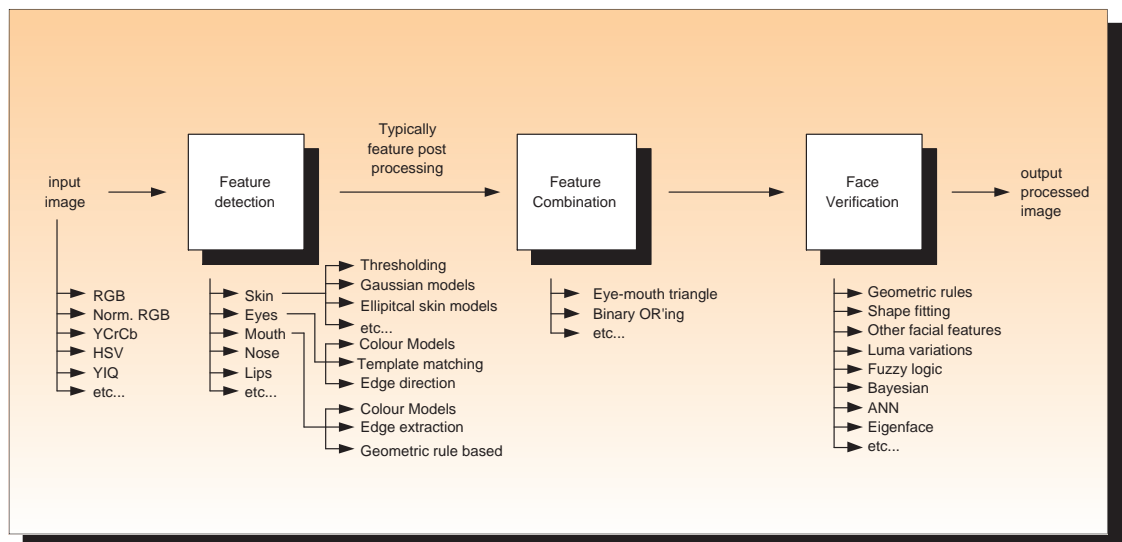 input
image
RGB
Norm. RGB
YCrCb
HSV
YIQ
etc...
Feature
detection
Skin
Eyes
Mouth
Nose
Lips
etc...
Thresholding
Gaussian models
Ellipitcal skin models
etc...
Colour Models
Template matching
Edge direction
Colour Models
Edge extraction
Geometric rule based
Typically
feature post
processing
Feature
Combination
Eye-mouth triangle
Binary OR'ing
etc...
Face
Verification
Geometric rules
Shape fitting
Other facial features
Luma variations
Fuzzy logic
Bayesian
ANN
Eigenface
etc...
output
processed
image